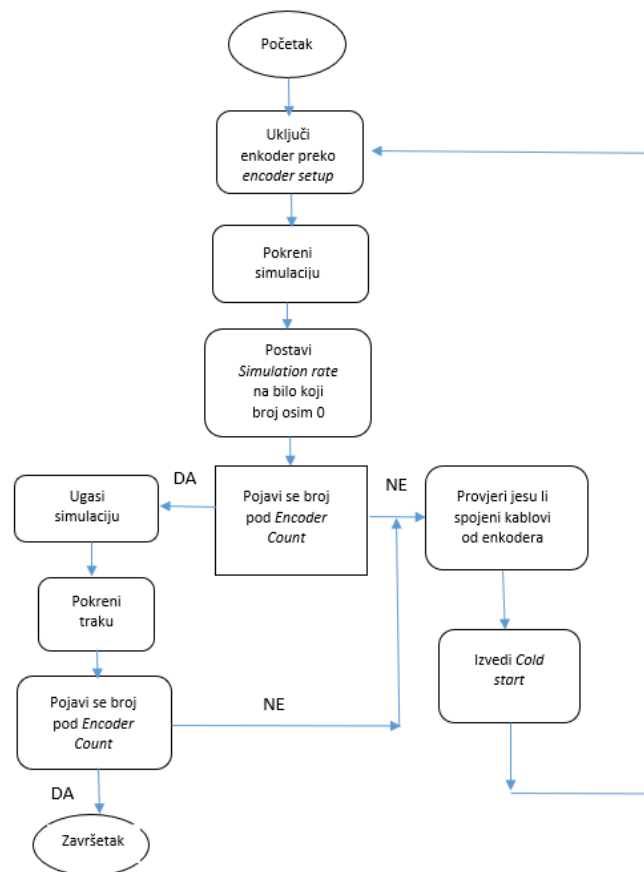 Početak
Uključi
enkoder preko
encoder setup
Pokreni
simulaciju
Postavi
Simulation rate
na bilo koji
broj osim 0
DA
Pojavi se broj
pod Encoder
Count
NE
Ugasi
simulaciju
Provjeri jesu li
spojeni kablovi
od enkodera
Pokreni
traku
Izvedi Cold
start
Pojavi se broj
pod Encoder
Count
NE
DA
Završetak